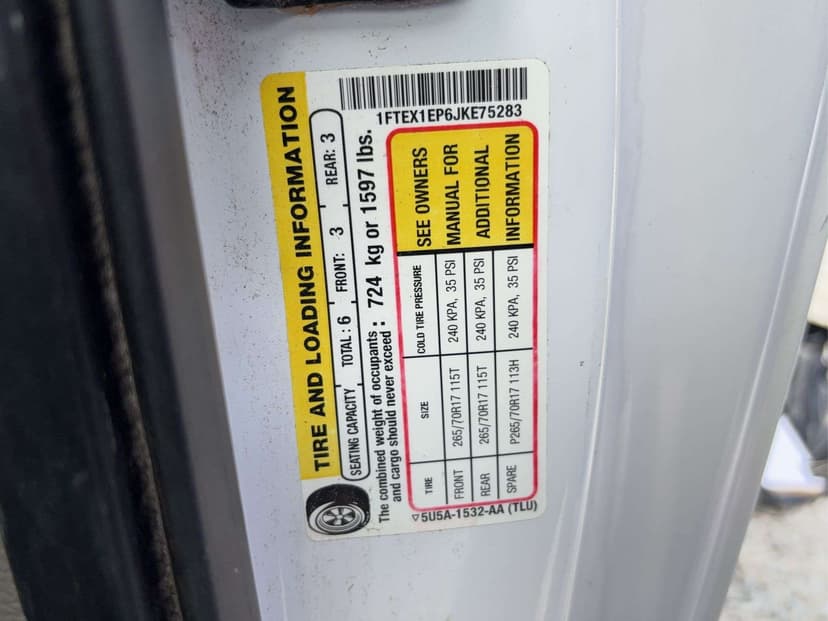 1FTEX1EP6JKE75283
TIRE AND LOADING INFORMATION
SEATING CAPACITY TOTAL: 6 FRONT: 3 REAR: 3
The combined weight of occupants
and cargo should never exceed : 724 kg or 1597 lbs.
TIRE SIZE COLD TIRE PRESSURE
FRONT 265/70R17 115T 240 KPA, 35 PSI
REAR 265/70R17 115T 240 KPA, 35 PSI
SPARE P265/70R17 113H 240 KPA, 35 PSI
SEE OWNERS
MANUAL FOR
ADDITIONAL
INFORMATION
▽5U5A-1532-AA (TLU)